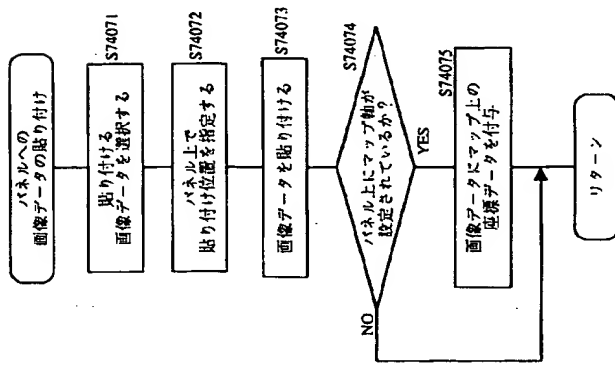 パネルへの
画像データの貼り付け
S74071
貼り付ける
画像データを選択する
S74072
パネル上で
貼り付け位置を指定する
S74073
画像データを貼り付ける
S74074
パネル上にマップ軸が
設定されているか?
NO
YES
S74075
画像データにマップ上の
座標データを付与
リターン